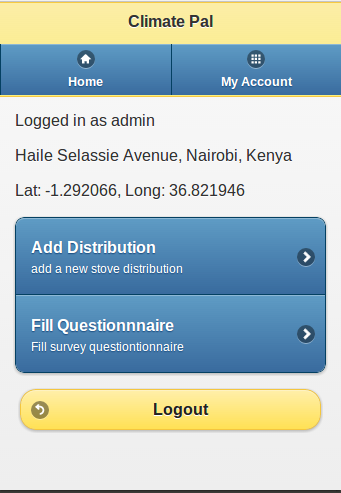 Climate Pal
Home
My Account
Logged in as admin
Haile Selassie Avenue, Nairobi, Kenya
Lat: -1.292066, Long: 36.821946
Add Distribution
add a new stove distribution
Fill Questionnnaire
Fill survey questiontionnaire
Logout